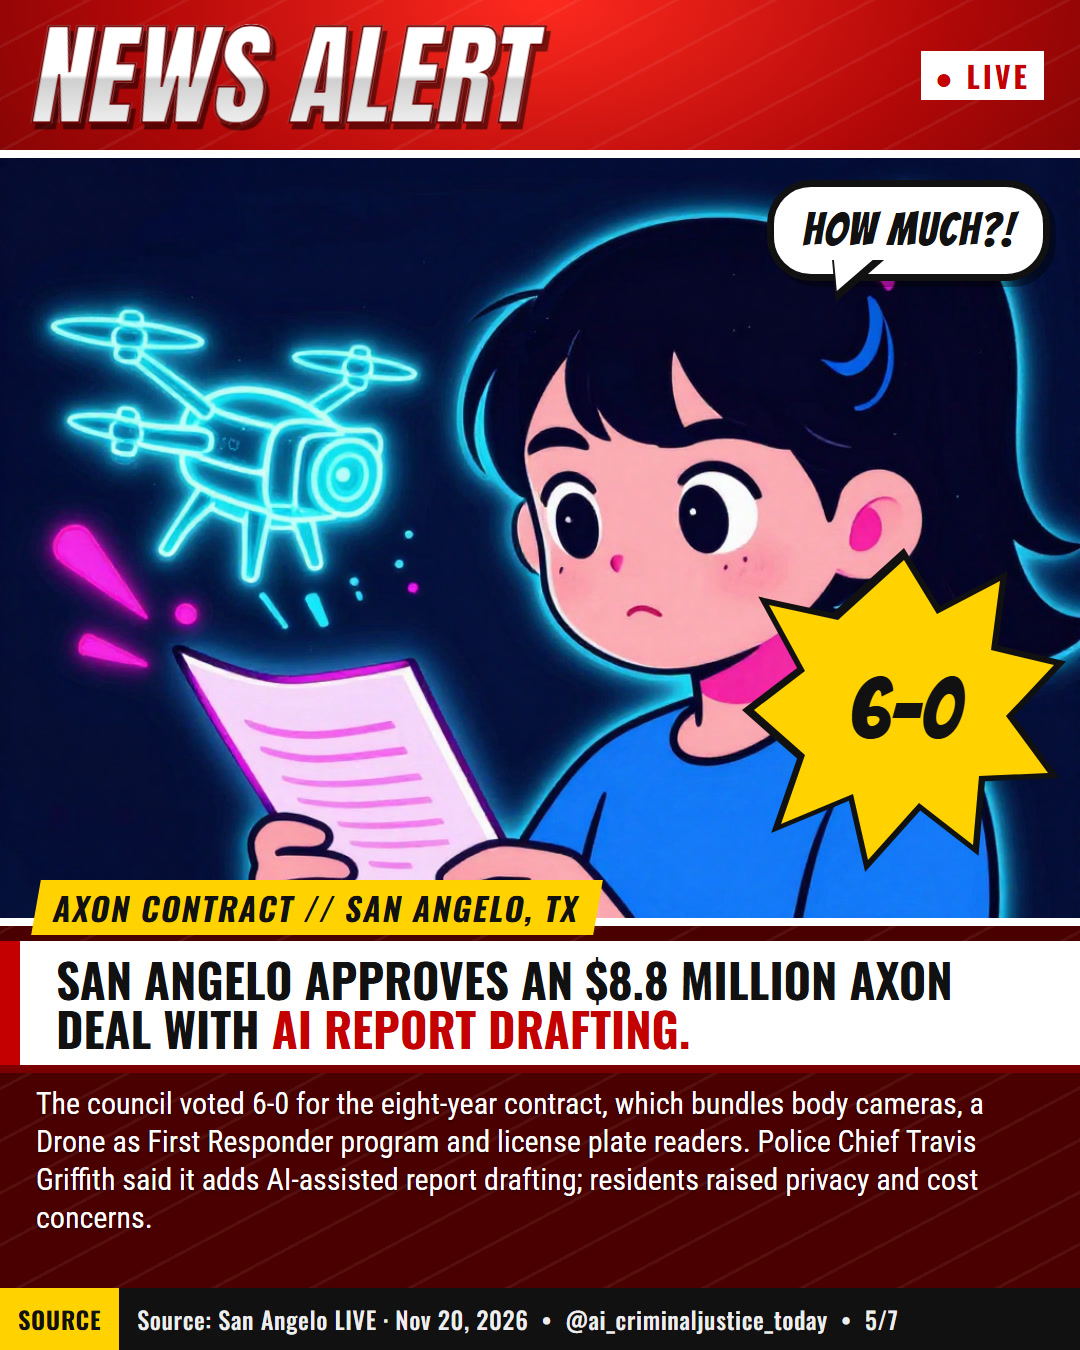 NEWS ALERT
● LIVE
HOW MUCH?!
6-0
AXON CONTRACT // SAN ANGELO, TX
SAN ANGELO APPROVES AN $8.8 MILLION AXON
DEAL WITH AI REPORT DRAFTING.
The council voted 6-0 for the eight-year contract, which bundles body cameras, a
Drone as First Responder program and license plate readers. Police Chief Travis
Griffith said it adds AI-assisted report drafting; residents raised privacy and cost
concerns.
SOURCE
Source: San Angelo LIVE · Nov 20, 2026 • @ai_criminaljustice_today • 5/7